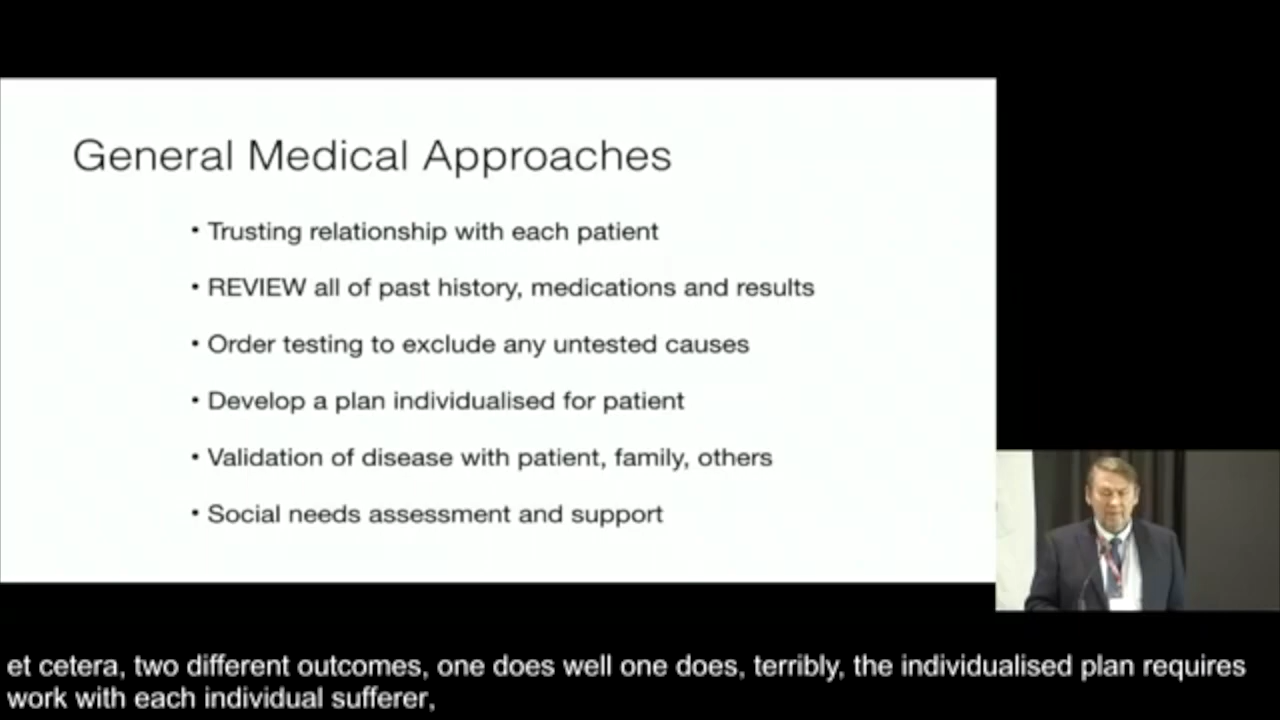 General Medical Approaches
• Trusting relationship with each patient
• REVIEW all of past history, medications and results
• Order testing to exclude any untested causes
• Develop a plan individualised for patient
• Validation of disease with patient, family, others
• Social needs assessment and support
et cetera, two different outcomes, one does well one does, terribly, the individualised plan requires
work with each individual sufferer,